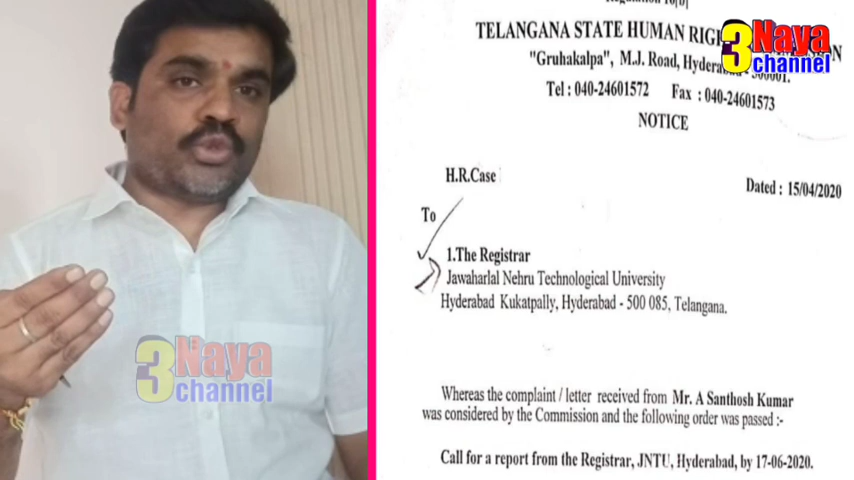 TELANGANA STATE HUMAN RIG
"Gruhakalpa", M.J. Road, Hyderabad - 500001.
Tel : 040-24601572 Fax : 040-24601573
NOTICE
H.R.Case
Dated : 15/04/2020
To
1.The Registrar
Jawaharlal Nehru Technological University
Hyderabad Kukatpally, Hyderabad - 500 085, Telangana.
Whereas the complaint / letter received from Mr. A Santhosh Kumar
was considered by the Commission and the following order was passed :-
Call for a report from the Registrar, JNTU, Hyderabad, by 17-06-2020.
3 Naya
channel
3 Naya
channel